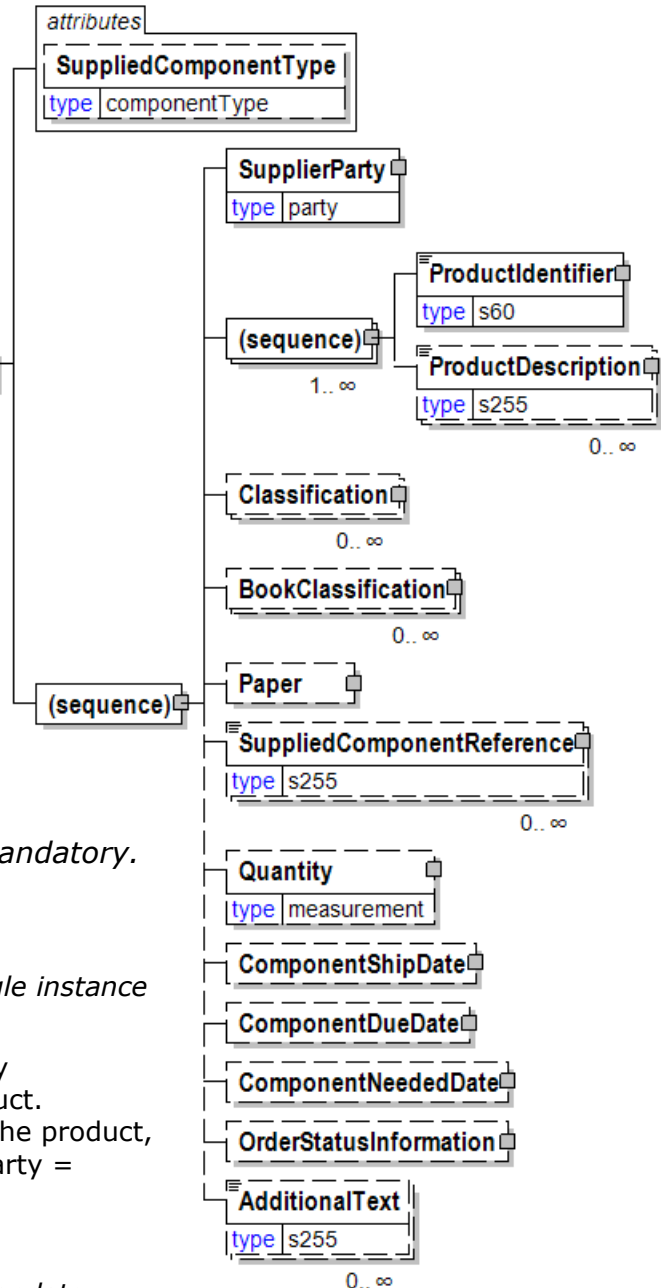 attributes
SuppliedComponentType
type componentType
SupplierParty
type party
ProductIdentifier
type s60
(sequence)
1.. ∞
ProductDescription
type s255
0.. ∞
Classification
0.. ∞
BookClassification
0.. ∞
Paper
(sequence)
SuppliedComponentReference
type s255
0.. ∞
andatory.
Quantity
type measurement
ComponentShipDate
le instance
ComponentDueDate
y
ComponentNeededDate
uct.
he product,
OrderStatusInformation
arty =
AdditionalText
type s255
0.. ∞